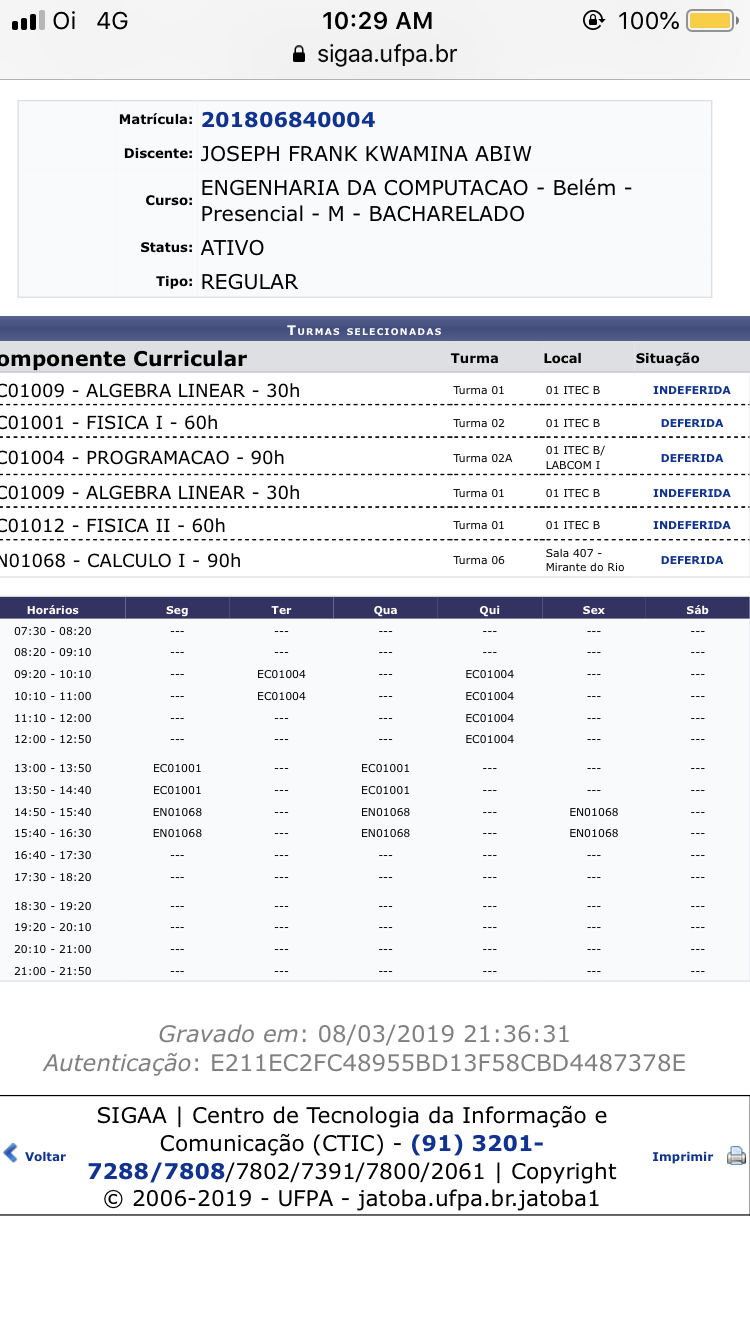 Oi 4G 10:29 AM 100%
sigaa.ufpa.br
Matrícula: 201806840004
Discente: JOSEPH FRANK KWAMINA ABIW
Curso: ENGENHARIA DA COMPUTACAO - Belém -
Presencial - M - BACHARELADO
Status: ATIVO
Tipo: REGULAR
TURMAS SELECIONADAS
omponente Curricular Turma Local Situação
C01009 - ALGEBRA LINEAR - 30h Turma 01 01 ITEC B INDEFERIDA
C01001 - FISICA I - 60h Turma 02 01 ITEC B DEFERIDA
C01004 - PROGRAMACAO - 90h Turma 02A 01 ITEC B/
LABCOM I DEFERIDA
C01009 - ALGEBRA LINEAR - 30h Turma 01 01 ITEC B INDEFERIDA
C01012 - FISICA II - 60h Turma 01 01 ITEC B INDEFERIDA
N01068 - CALCULO I - 90h Turma 06 Sala 407 -
Mirante do Rio DEFERIDA
Horários Seg Ter Qua Qui Sex Sáb
07:30 - 08:20 --- --- --- --- --- ---
08:20 - 09:10 --- --- --- --- --- ---
09:20 - 10:10 --- EC01004 --- EC01004 --- ---
10:10 - 11:00 --- EC01004 --- EC01004 --- ---
11:10 - 12:00 --- --- --- EC01004 --- ---
12:00 - 12:50 --- --- --- EC01004 --- ---
13:00 - 13:50 EC01001 --- EC01001 --- --- ---
13:50 - 14:40 EC01001 --- EC01001 --- --- ---
14:50 - 15:40 EN01068 --- EN01068 --- EN01068 ---
15:40 - 16:30 EN01068 --- EN01068 --- EN01068 ---
16:40 - 17:30 --- --- --- --- --- ---
17:30 - 18:20 --- --- --- --- --- ---
18:30 - 19:20 --- --- --- --- --- ---
19:20 - 20:10 --- --- --- --- --- ---
20:10 - 21:00 --- --- --- --- --- ---
21:00 - 21:50 --- --- --- --- --- ---
Gravado em: 08/03/2019 21:36:31
Autenticação: E211EC2FC48955BD13F58CBD4487378E
SIGAA | Centro de Tecnologia da Informação e
Comunicação (CTIC) - (91) 3201-
Voltar 7288/7808/7802/7391/7800/2061 | Copyright Imprimir
© 2006-2019 - UFPA - jatoba.ufpa.br.jatoba1